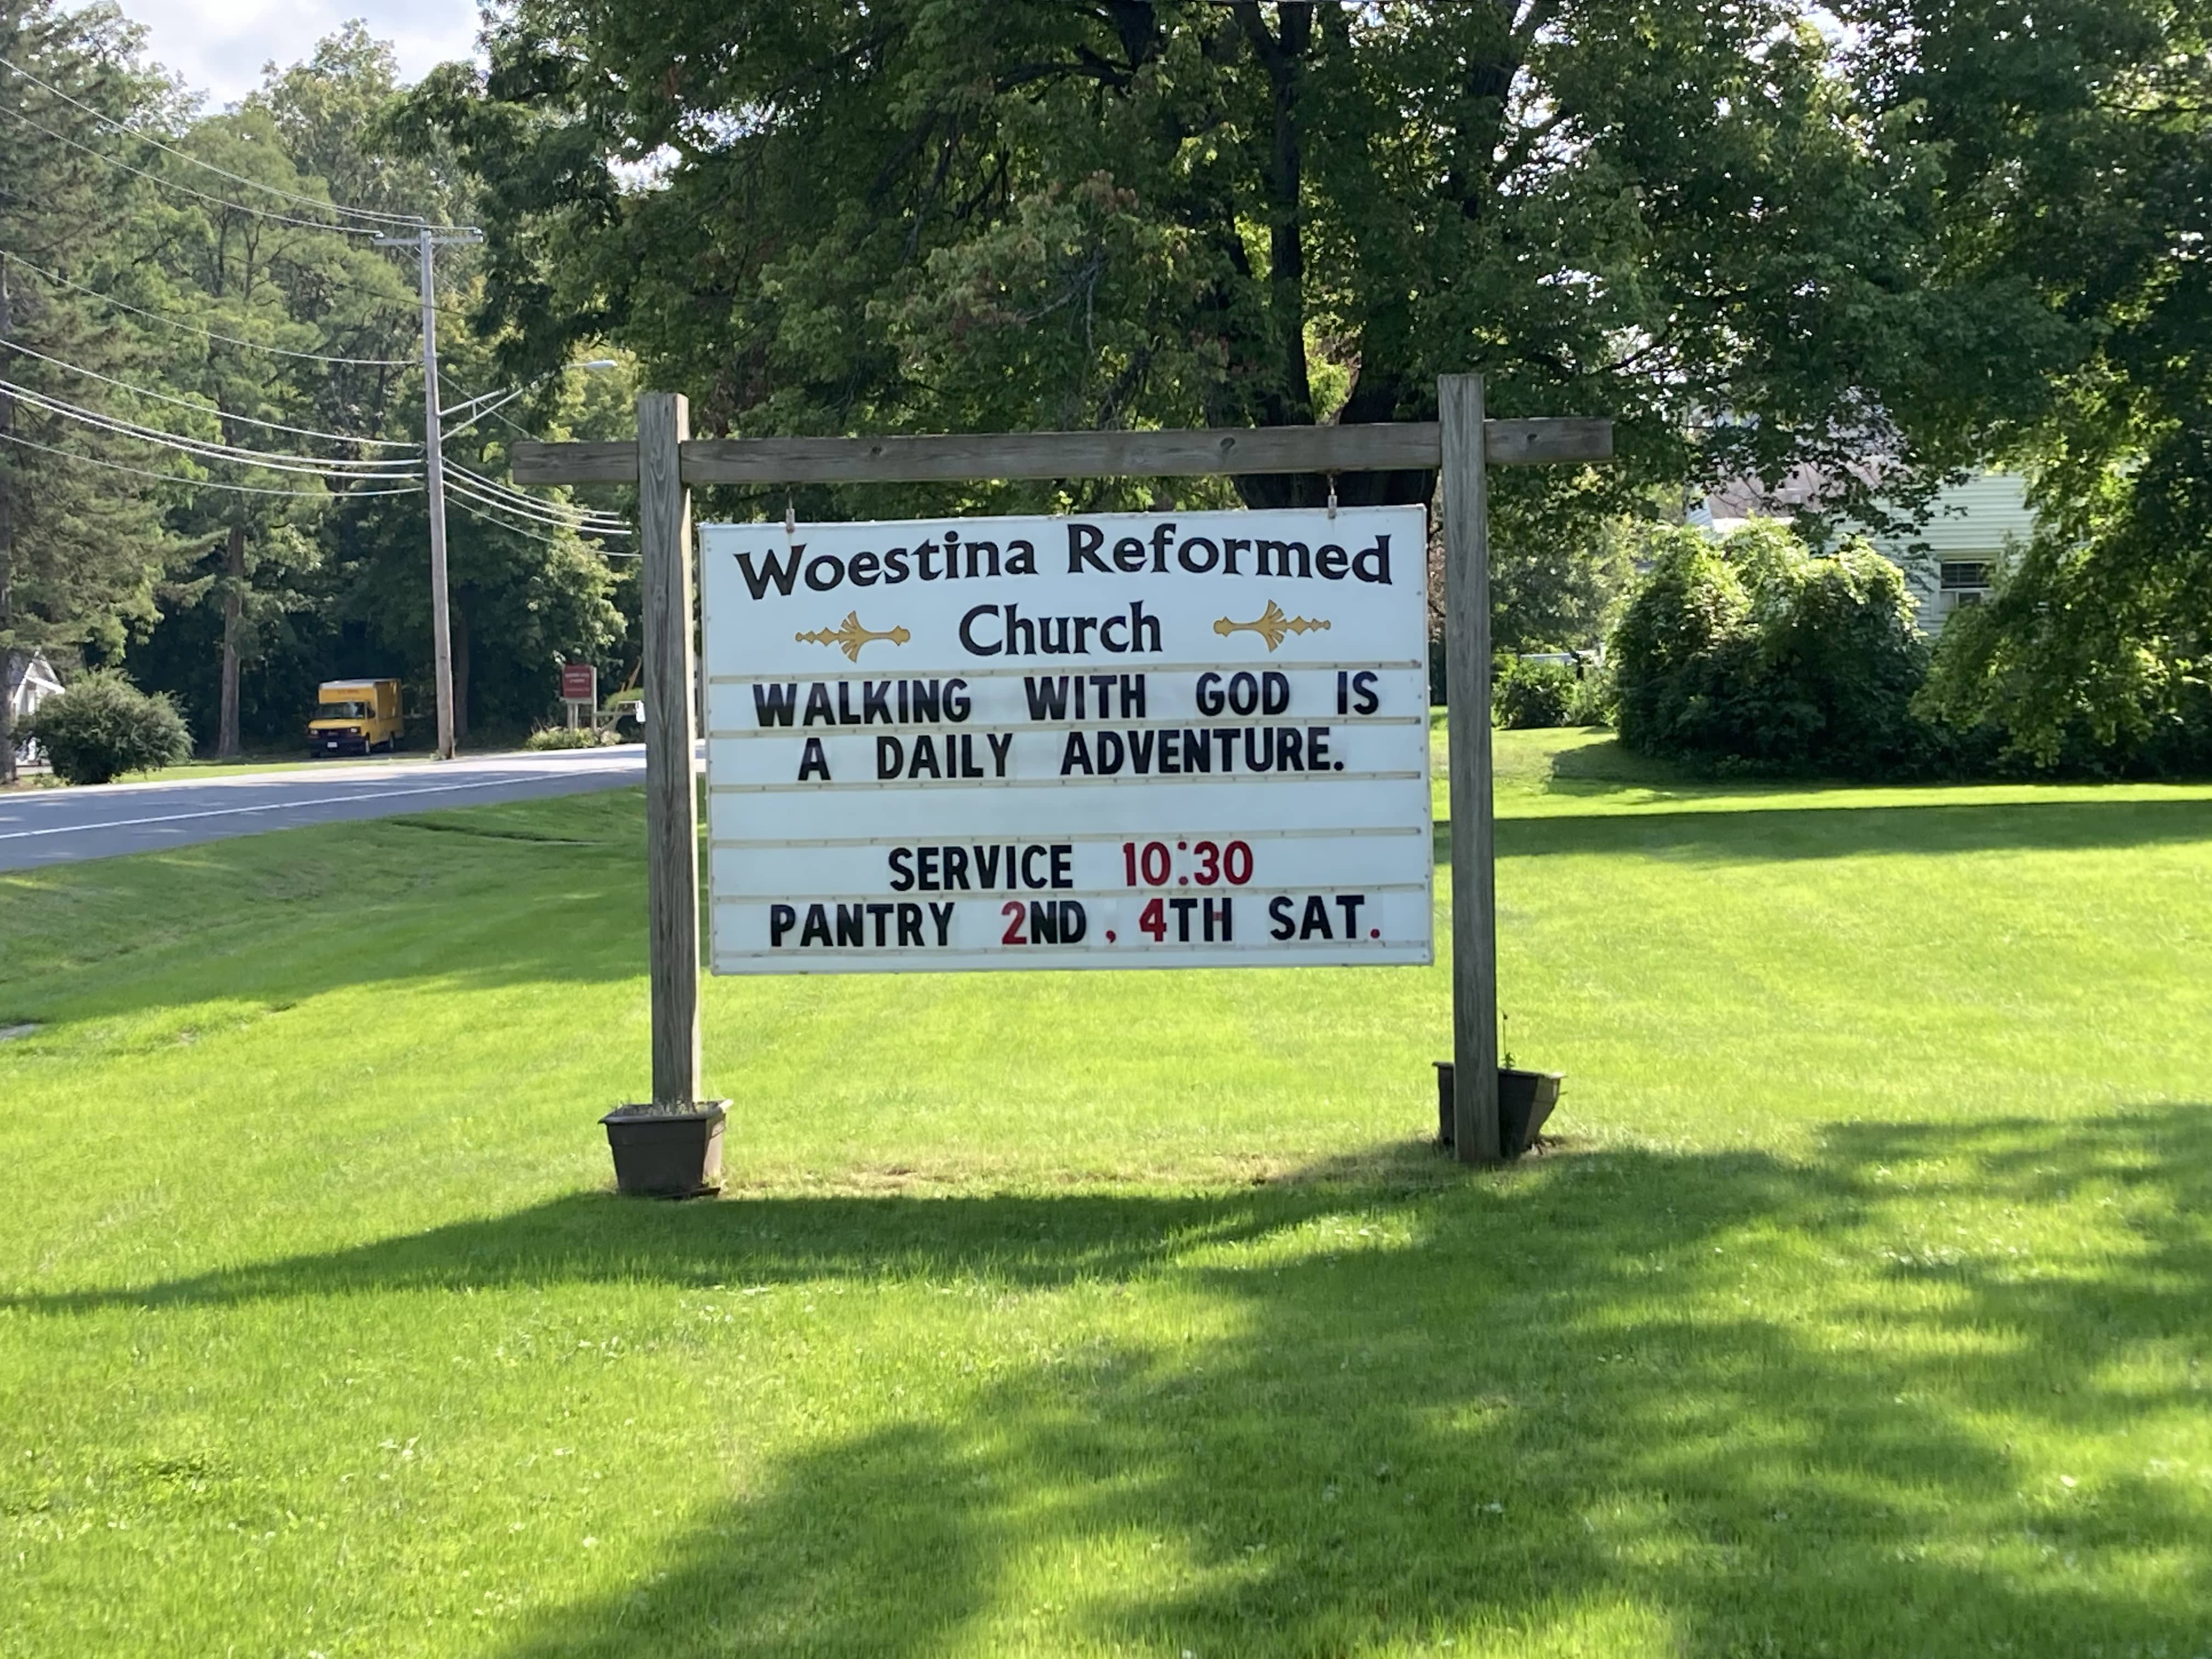 Woestina Reformed
Church
WALKING WITH GOD IS
A DAILY ADVENTURE.
SERVICE 10:30
PANTRY 2ND, 4TH SAT.